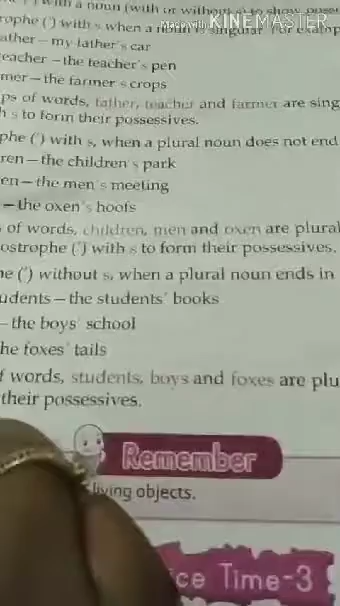 with a noun (with or without s) to show
Made with KINEMASTER
rophe (') with s when a noun is singular. For examp
ather — my father's car
eacher — the teacher's pen
mer — the farmer's crops
ps of words, father, teacher and farmer are sing
h s to form their possessives.
phe (') with s, when a plural noun does not end
ren — the children's park
en — the men's meeting
— the oxen's hoofs
of words, children, men and oxen are plural
ostrophe (') with s to form their possessives.
he (') without s, when a plural noun ends in
udents — the students' books
— the boys' school
he foxes' tails
f words, students, boys and foxes are plu
their possessives.
Remember
living objects.
ice Time-3